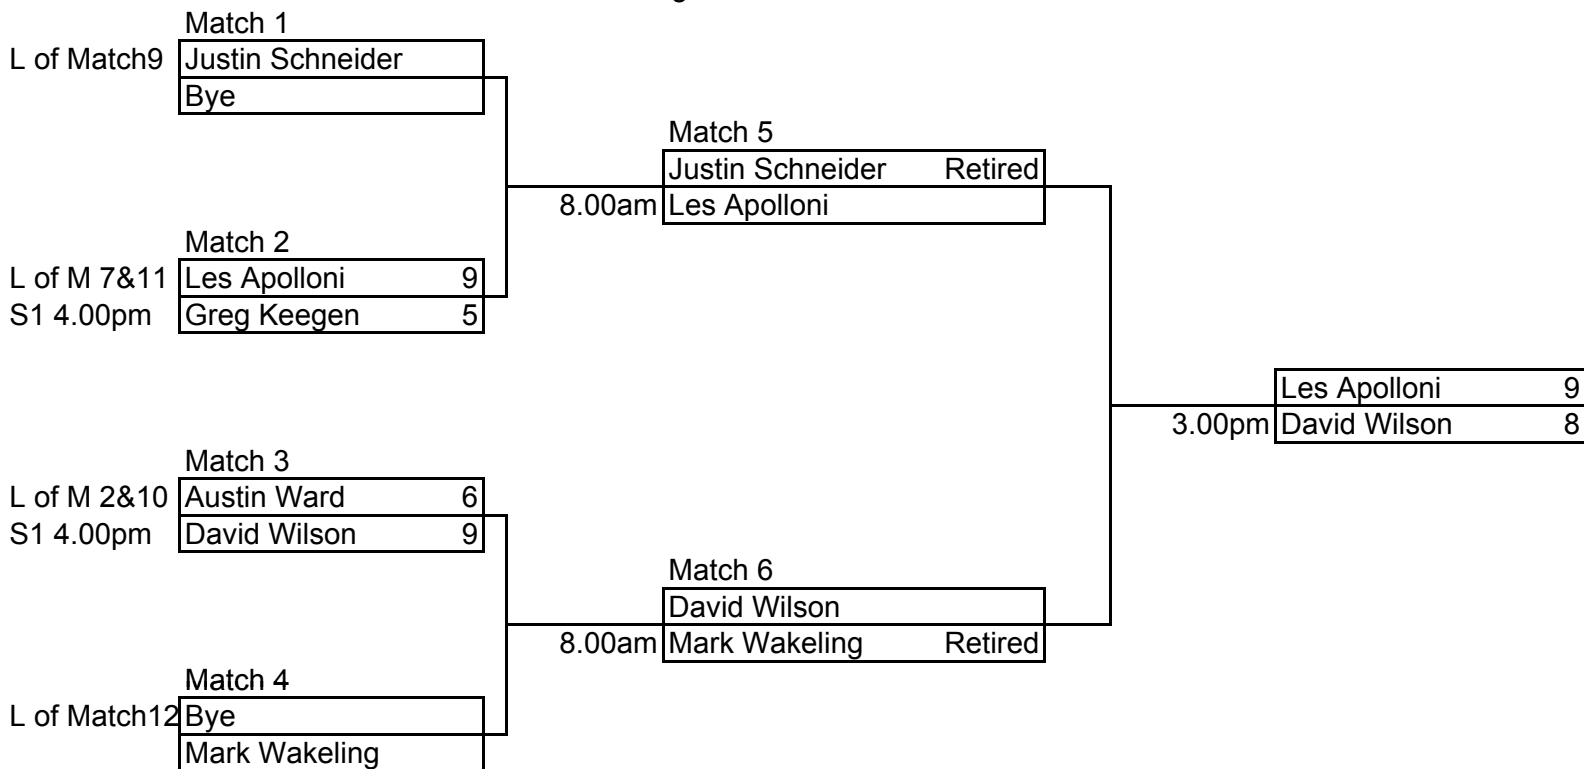 Match 1
L of Match9 Justin Schneider
Bye
Match 5
Justin Schneider Retired
8.00am Les Apolloni
Match 2
L of M 7&11 Les Apolloni 9
S1 4.00pm Greg Keegen 5
Les Apolloni 9
3.00pm David Wilson 8
Match 3
L of M 2&10 Austin Ward 6
S1 4.00pm David Wilson 9
Match 6
David Wilson
8.00am Mark Wakeling Retired
Match 4
L of Match12 Bye
Mark Wakeling